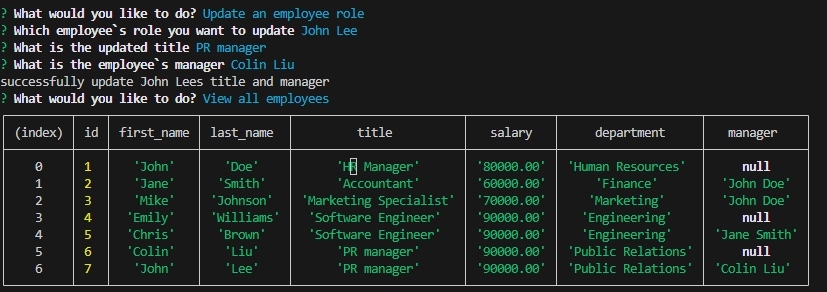 ? What would you like to do? Update an employee role
? Which employee`s role you want to update John Lee
? What is the updated title PR manager
? What is the employee`s manager Colin Liu
successfully update John Lees title and manager
? What would you like to do? View all employees
(index) id first_name last_name title salary department manager
0 1 'John' 'Doe' 'HR Manager' '80000.00' 'Human Resources' null
1 2 'Jane' 'Smith' 'Accountant' '60000.00' 'Finance' 'John Doe'
2 3 'Mike' 'Johnson' 'Marketing Specialist' '70000.00' 'Marketing' 'John Doe'
3 4 'Emily' 'Williams' 'Software Engineer' '90000.00' 'Engineering' null
4 5 'Chris' 'Brown' 'Software Engineer' '90000.00' 'Engineering' 'Jane Smith'
5 6 'Colin' 'Liu' 'PR manager' '90000.00' 'Public Relations' null
6 7 'John' 'Lee' 'PR manager' '90000.00' 'Public Relations' 'Colin Liu'